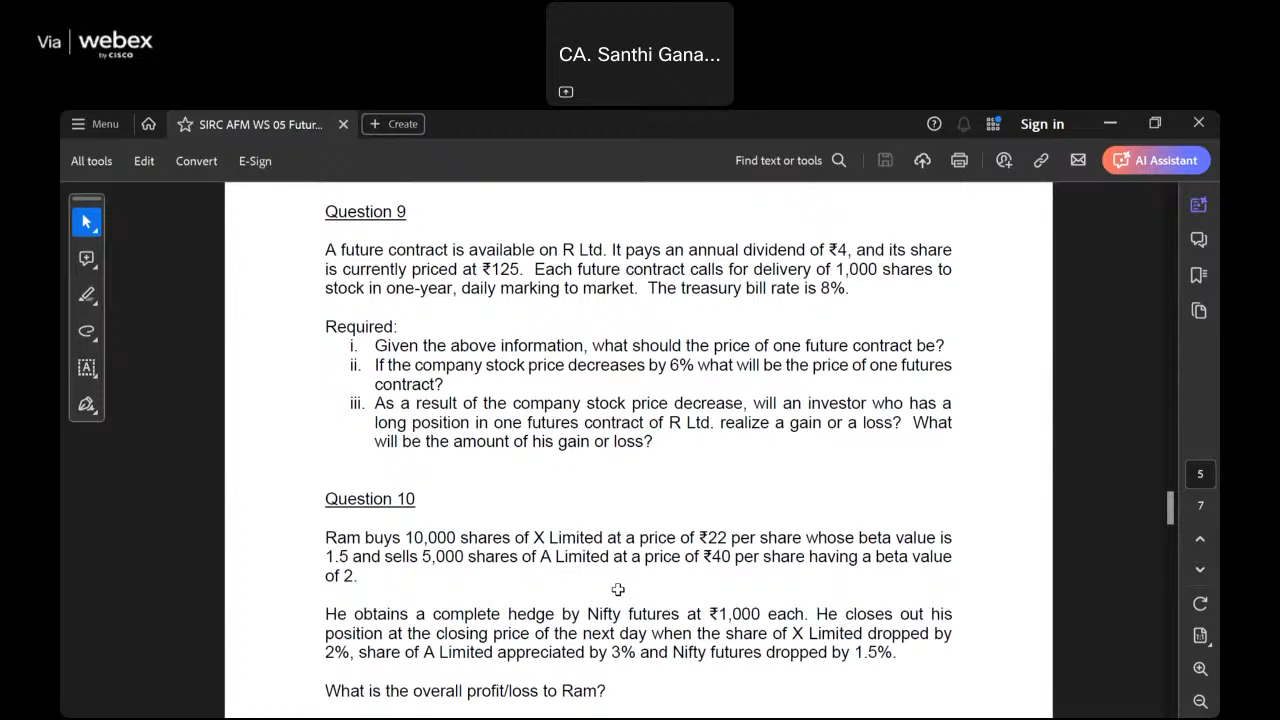 Via webex
by CISCO
CA. Santhi Gana...
Menu
SIRC AFM WS 05 Futur...
Create
Sign in
All tools
Edit
Convert
E-Sign
Find text or tools
AI Assistant
Question 9
A future contract is available on R Ltd. It pays an annual dividend of ₹4, and its share
is currently priced at ₹125. Each future contract calls for delivery of 1,000 shares to
stock in one-year, daily marking to market. The treasury bill rate is 8%.
Required:
i. Given the above information, what should the price of one future contract be?
ii. If the company stock price decreases by 6% what will be the price of one futures
contract?
iii. As a result of the company stock price decrease, will an investor who has a
long position in one futures contract of R Ltd. realize a gain or a loss? What
will be the amount of his gain or loss?
Question 10
Ram buys 10,000 shares of X Limited at a price of ₹22 per share whose beta value is
1.5 and sells 5,000 shares of A Limited at a price of ₹40 per share having a beta value
of 2.
He obtains a complete hedge by Nifty futures at ₹1,000 each. He closes out his
position at the closing price of the next day when the share of X Limited dropped by
2%, share of A Limited appreciated by 3% and Nifty futures dropped by 1.5%.
What is the overall profit/loss to Ram?
5
7
1:1